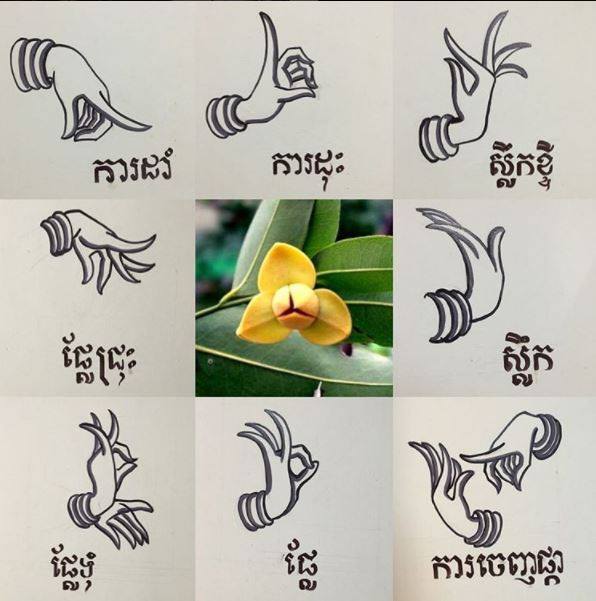 ការដាំ
ការដុះ
ស្លឹកខ្ចី
ផ្លែជ្រុះ
ស្លឹក
ផ្លែទុំ
ផ្លែ
ការចេញផ្កា